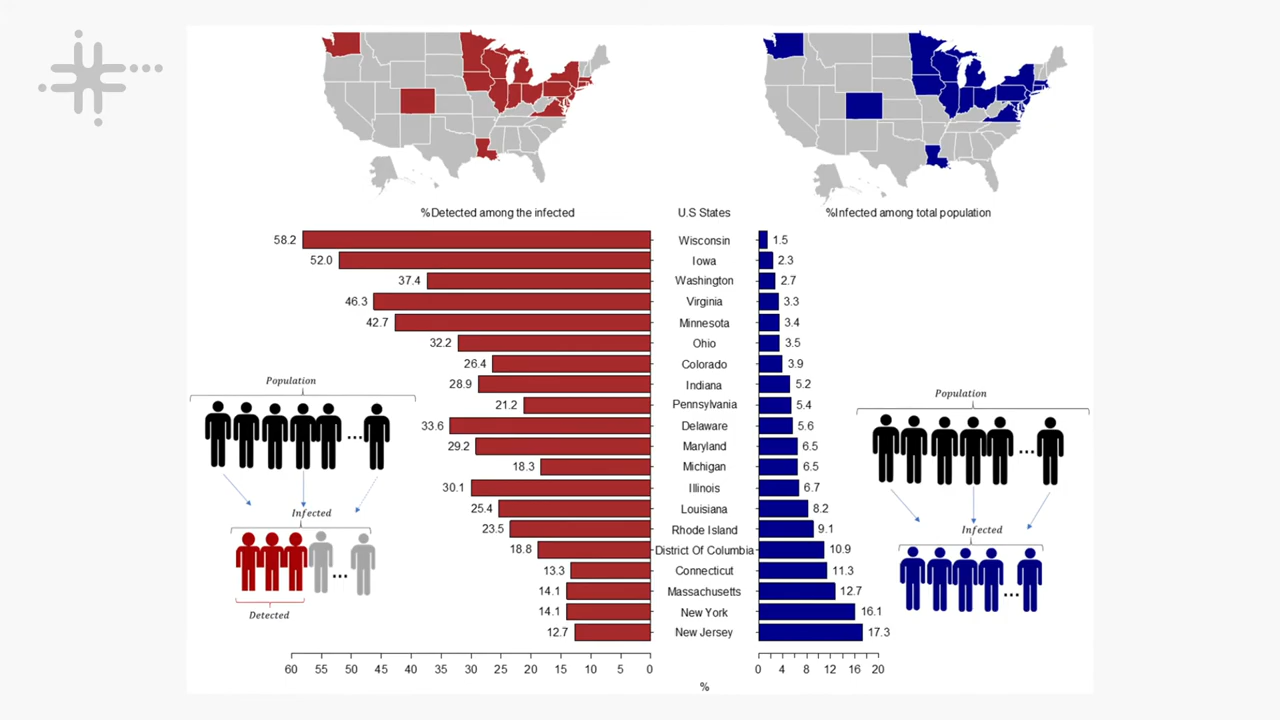 %Detected among the infected U.S States %Infected among total population
58.2 Wisconsin 1.5
52.0 Iowa 2.3
37.4 Washington 2.7
46.3 Virginia 3.3
42.7 Minnesota 3.4
32.2 Ohio 3.5
26.4 Colorado 3.9
28.9 Indiana 5.2
21.2 Pennsylvania 5.4
33.6 Delaware 5.6
29.2 Maryland 6.5
18.3 Michigan 6.5
30.1 Illinois 6.7
25.4 Louisiana 8.2
23.5 Rhode Island 9.1
18.8 District Of Columbia 10.9
13.3 Connecticut 11.3
14.1 Massachusetts 12.7
14.1 New York 16.1
12.7 New Jersey 17.3
60 55 50 45 40 35 30 25 20 15 10 5 0 0 4 8 12 16 20
%
Population
...
Infected
...
Detected
Population
...
Infected
...